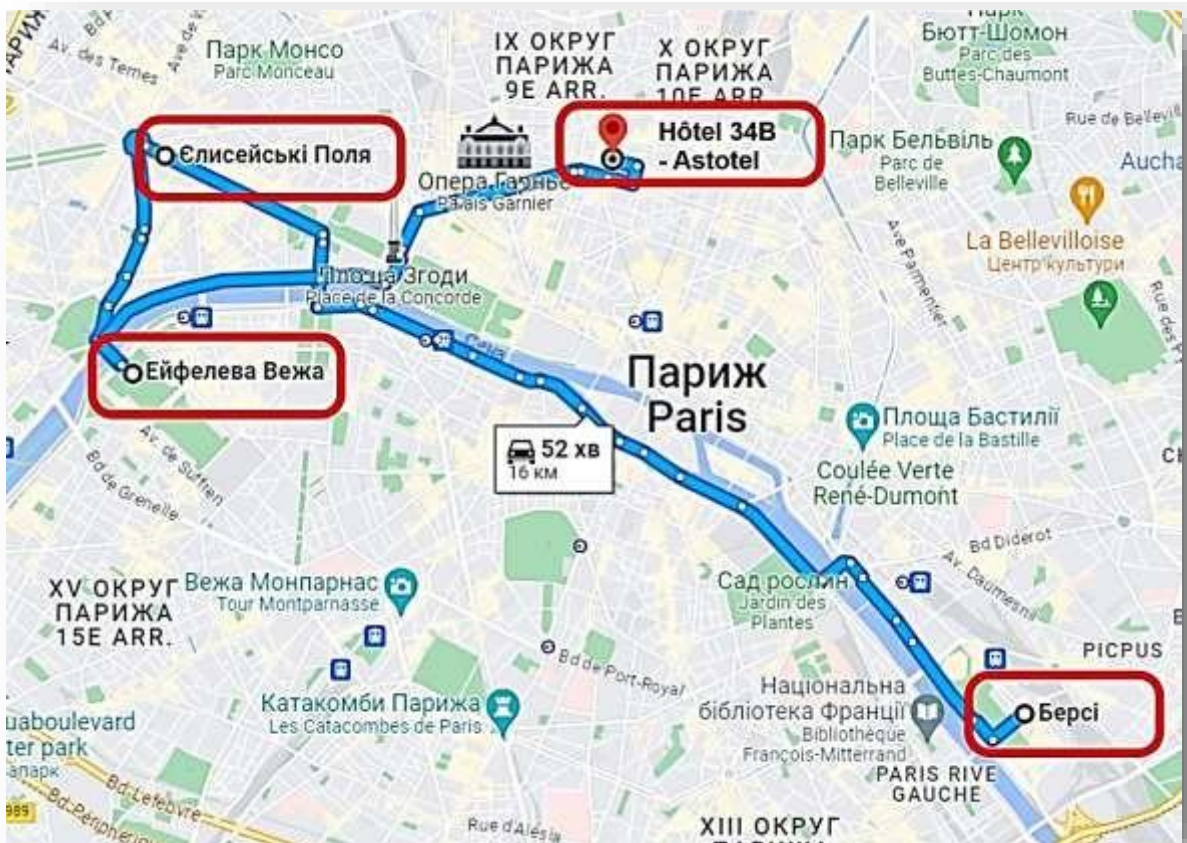 Парк Монсо
Parc Monceau
Av. des Ternes
IX ОКРУГ
ПАРИЖА
9E ARR.
X ОКРУГ
ПАРИЖА
10E ARR.
Бютт-Шомон
Parc des
Buttes-Chaumont
Єлисейські Поля
Hôtel 34B
- Astotel
Парк Бельвіль
Parc de
Belleville
Опера Гарньє
Palais Garnier
La Bellevilloise
Центр культури
Ave Parmentier
Площа Згоди
Place de la Concorde
Ейфелева Вежа
Париж
Paris
Площа Бастилії
Place de la Bastille
Coulée Verte
René-Dumont
52 хв
16 км
Av. de Suffren
Bd de Grenelle
Bd Diderot
Av. Daumesnil
XV ОКРУГ
ПАРИЖА
15E ARR.
Вежа Монпарнас
Tour Montparnasse
Сад рослин
Jardin des
Plantes
PICPUS
Bd de Port-Royal
Національна
бібліотека Франції
Bibliothèque
François-Mitterrand
Берсі
Катакомби Парижа
Les Catacombes de Paris
PARIS RIVE
GAUCHE
Bd Lefebvre
Rue d'Alésia
XIII ОКРУГ